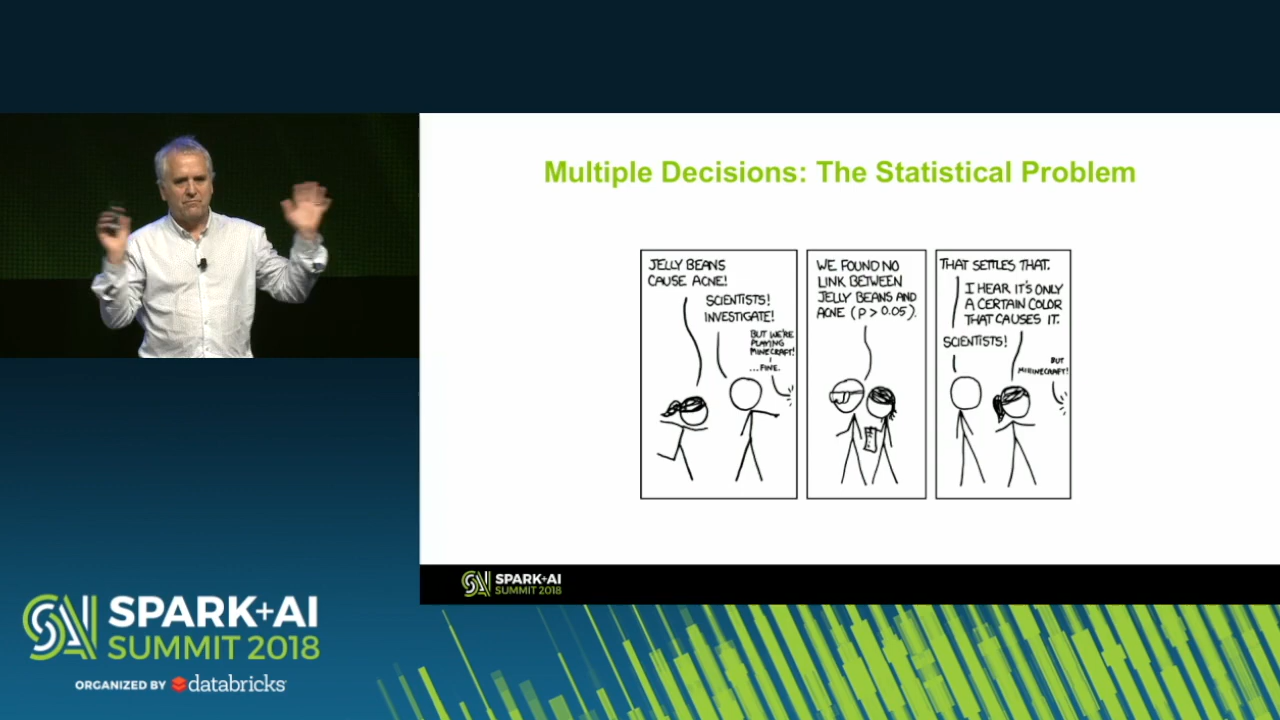 Multiple Decisions: The Statistical Problem
JELLY BEANS
CAUSE ACNE!
SCIENTISTS!
INVESTIGATE!
BUT WE'RE
PLAYING
MINECRAFT!
...FINE.
WE FOUND NO
LINK BETWEEN
JELLY BEANS AND
ACNE (P > 0.05).
THAT SETTLES THAT.
I HEAR IT'S ONLY
A CERTAIN COLOR
THAT CAUSES IT.
SCIENTISTS!
BUT
MIIINECRAFT!
SPARK+AI
SUMMIT 2018
SPARK+AI
SUMMIT 2018
ORGANIZED BY databricks